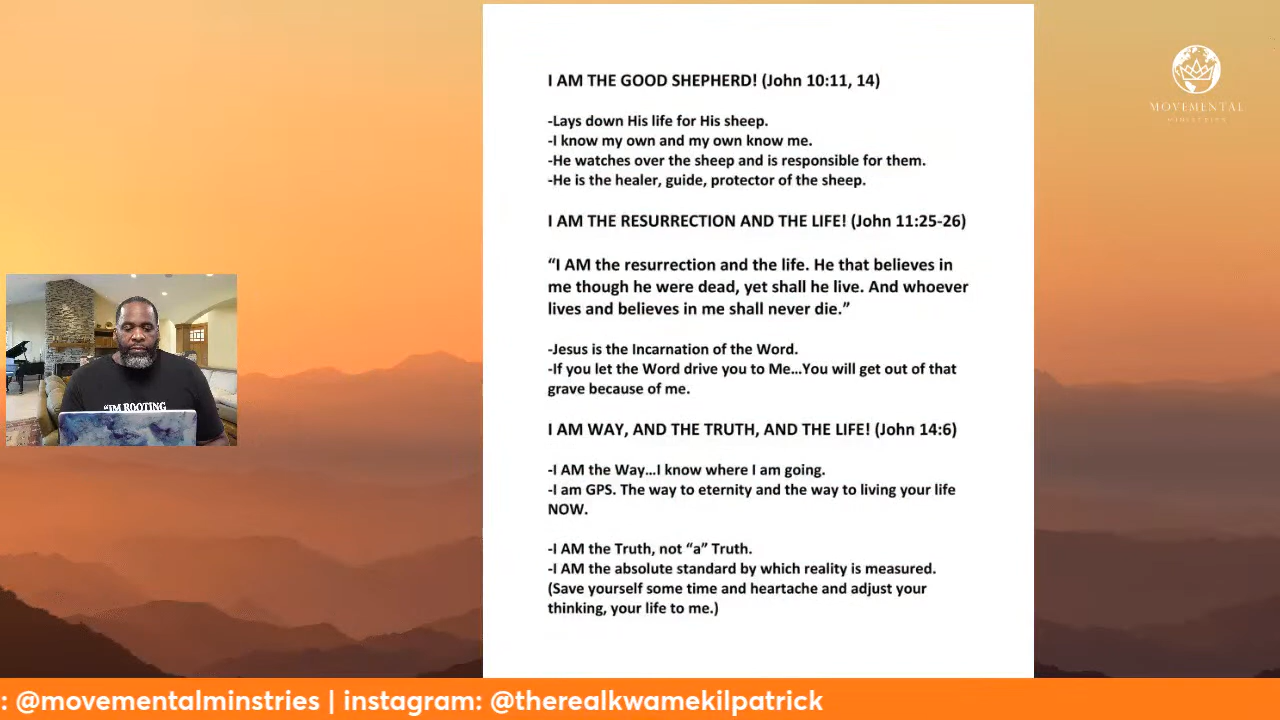 I AM THE GOOD SHEPHERD! (John 10:11, 14)
-Lays down His life for His sheep.
-I know my own and my own know me.
-He watches over the sheep and is responsible for them.
-He is the healer, guide, protector of the sheep.
I AM THE RESURRECTION AND THE LIFE! (John 11:25-26)
“I AM the resurrection and the life. He that believes in
me though he were dead, yet shall he live. And whoever
lives and believes in me shall never die.”
-Jesus is the Incarnation of the Word.
-If you let the Word drive you to Me…You will get out of that
grave because of me.
I AM WAY, AND THE TRUTH, AND THE LIFE! (John 14:6)
-I AM the Way…I know where I am going.
-I am GPS. The way to eternity and the way to living your life
NOW.
-I AM the Truth, not “a” Truth.
-I AM the absolute standard by which reality is measured.
(Save yourself some time and heartache and adjust your
thinking, your life to me.)
MOVEMENTAL
MINISTRIES
“I'M ROOTING
: @movementalminstries | instagram: @therealkwamekilpatrick